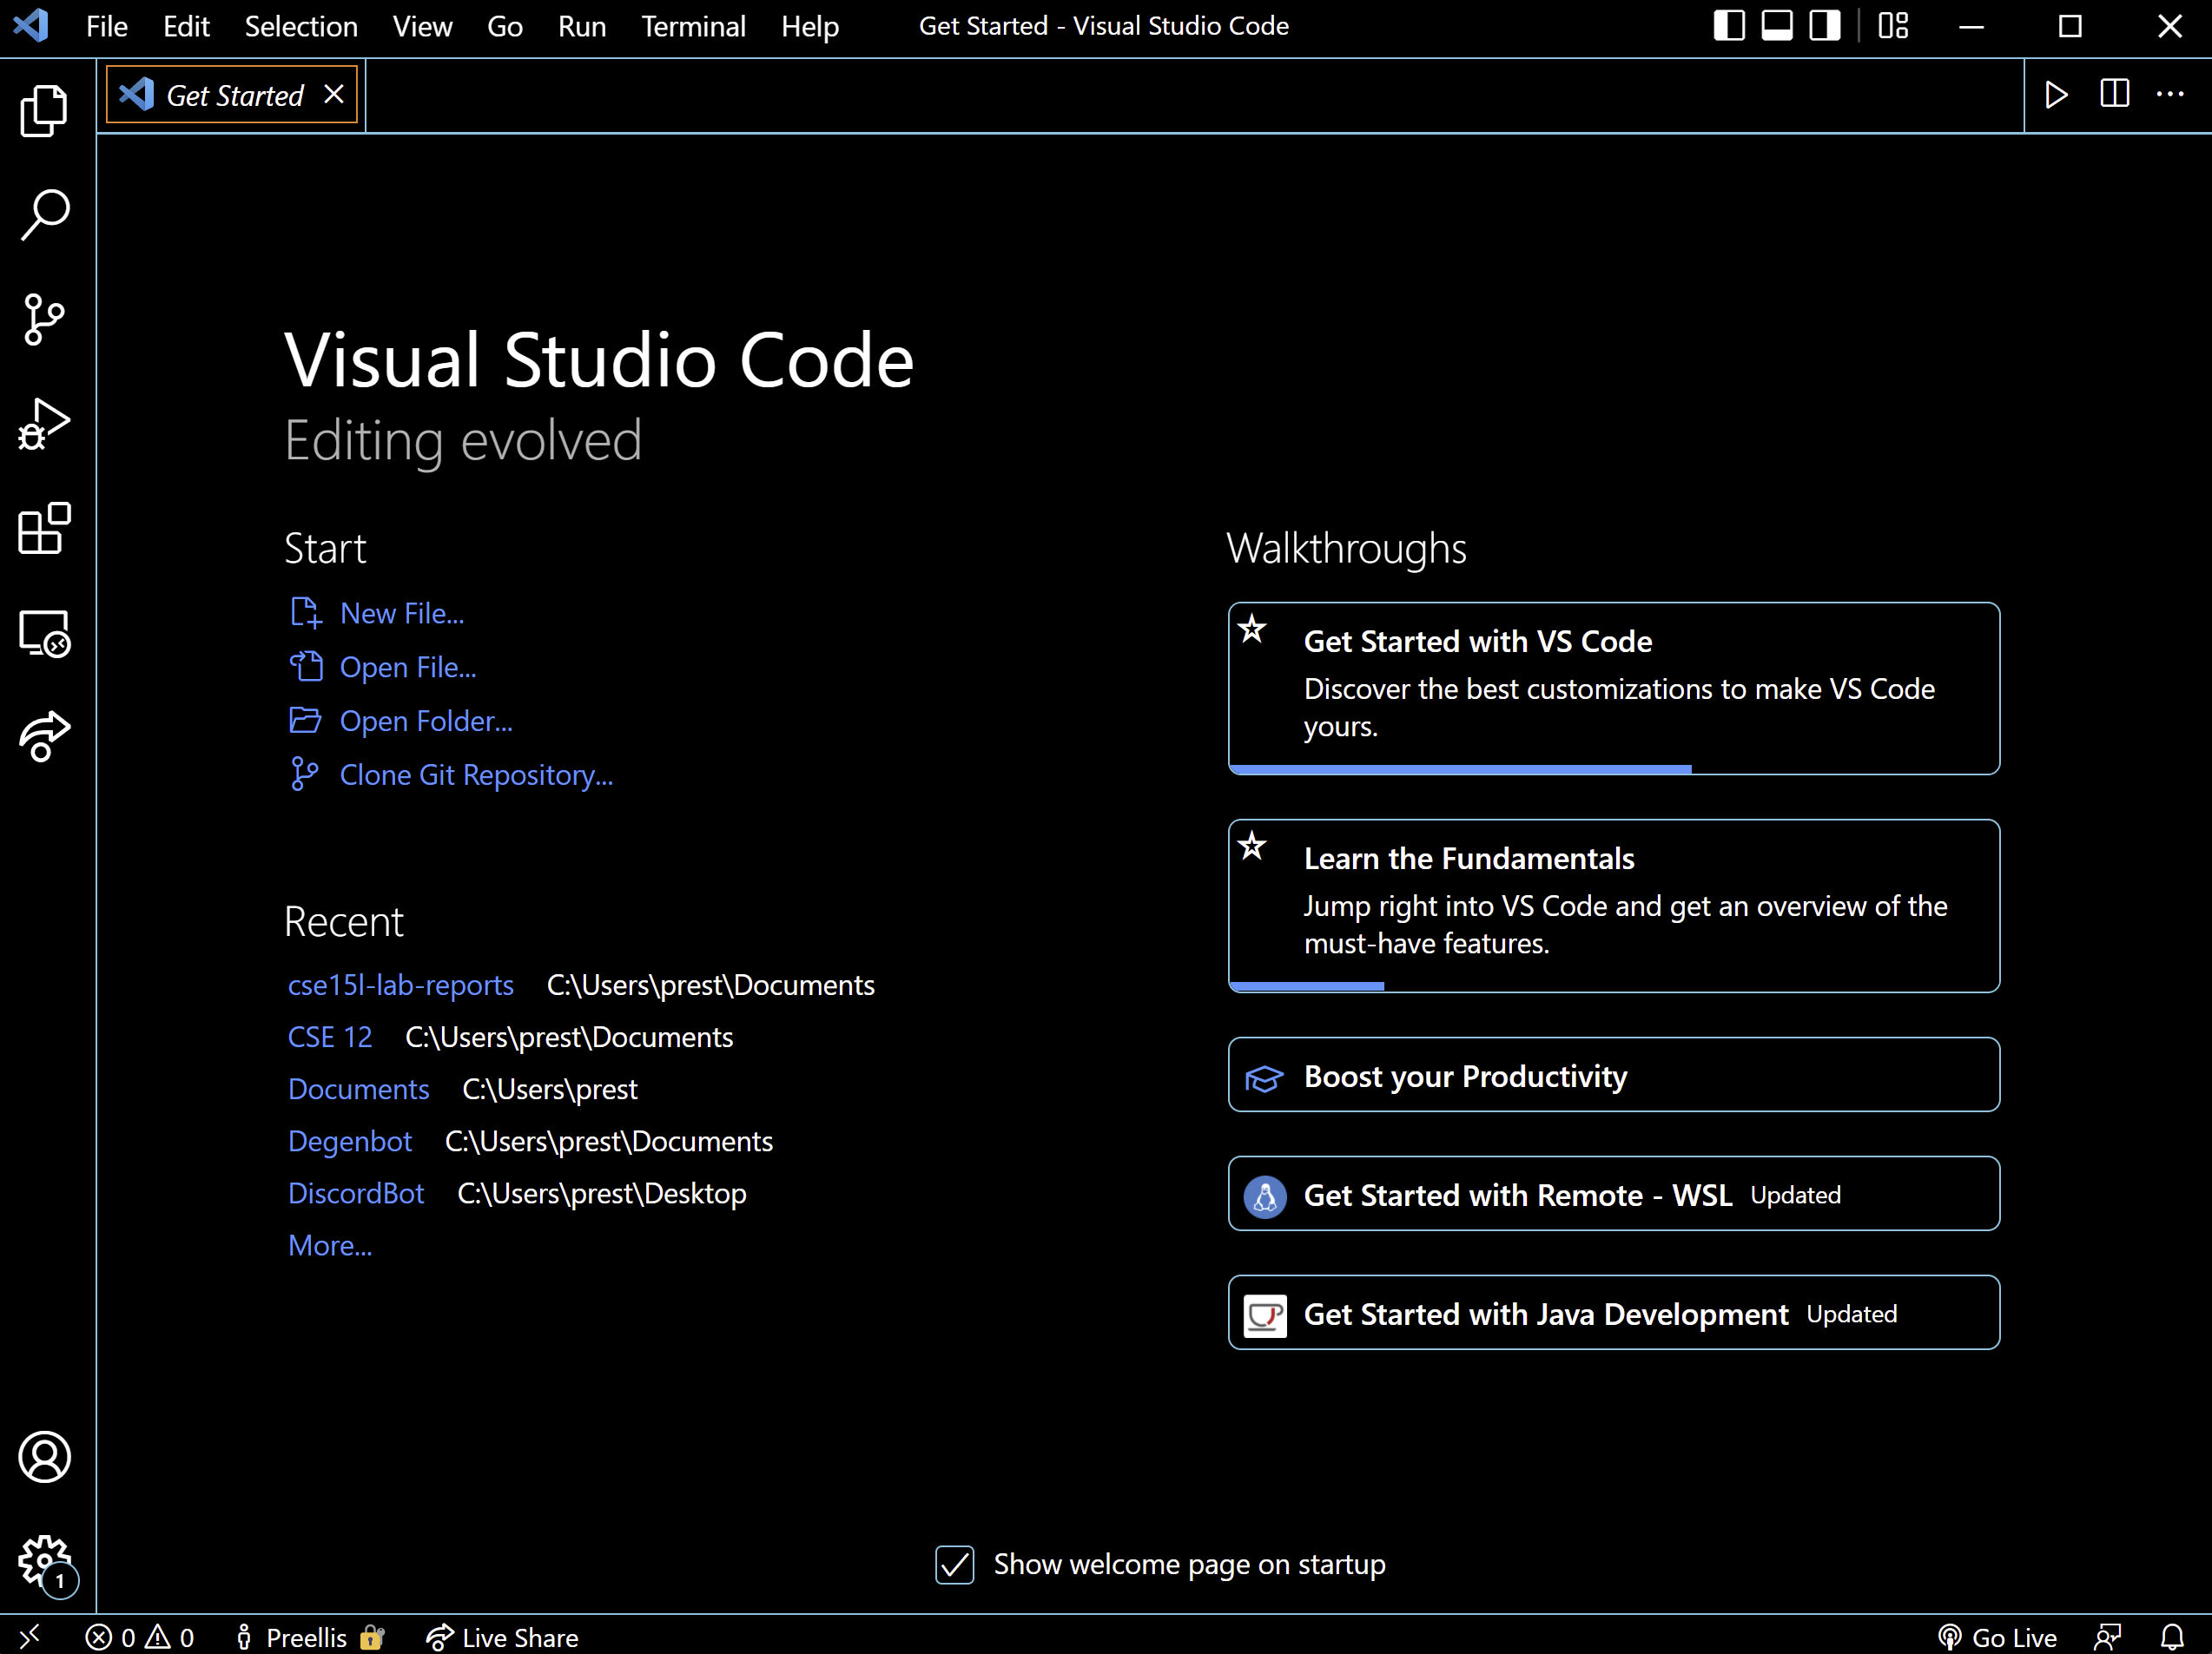 File Edit Selection View Go Run Terminal Help Get Started - Visual Studio Code
Get Started
Visual Studio Code
Editing evolved
Start
New File...
Open File...
Open Folder...
Clone Git Repository...
Recent
cse15l-lab-reports C:\Users\prest\Documents
CSE 12 C:\Users\prest\Documents
Documents C:\Users\prest
Degenbot C:\Users\prest\Documents
DiscordBot C:\Users\prest\Desktop
More...
Walkthroughs
Get Started with VS Code
Discover the best customizations to make VS Code
yours.
Learn the Fundamentals
Jump right into VS Code and get an overview of the
must-have features.
Boost your Productivity
Get Started with Remote - WSL Updated
Get Started with Java Development Updated
Show welcome page on startup
1
0 0 Preellis Live Share Go Live